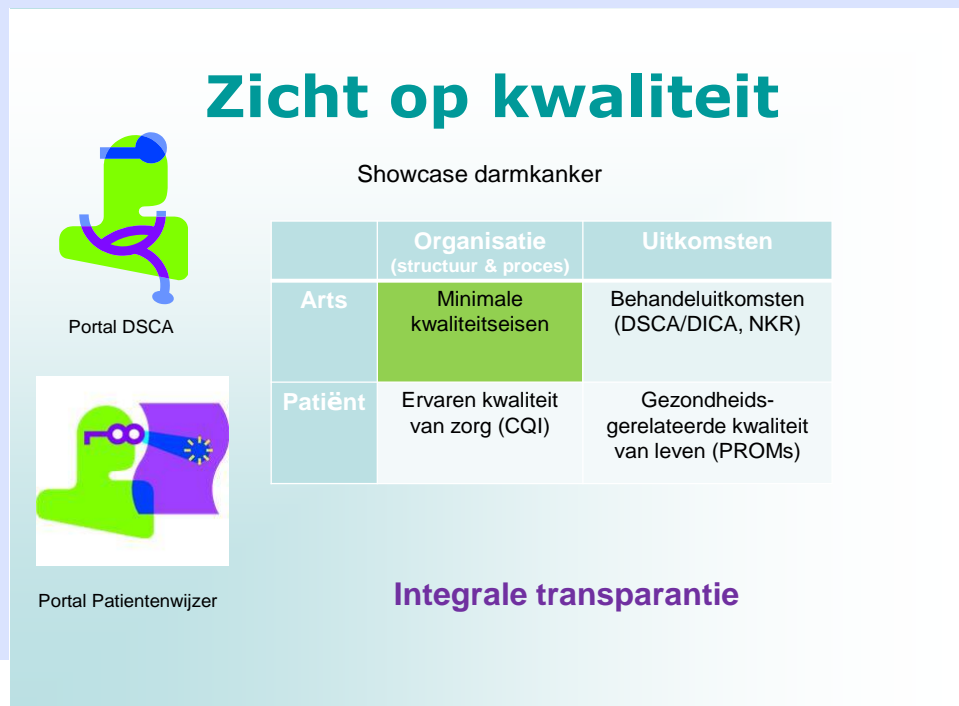 Zicht op kwaliteit
Showcase darmkanker
Portal DSCA
Organisatie
(structuur & proces)
Uitkomsten
Arts
Minimale
kwaliteitseisen
Behandeluitkomsten
(DSCA/DICA, NKR)
Patiënt
Ervaren kwaliteit
van zorg (CQI)
Gezondheids-
gerelateerde kwaliteit
van leven (PROMs)
Portal Patientenwijzer
Integrale transparantie